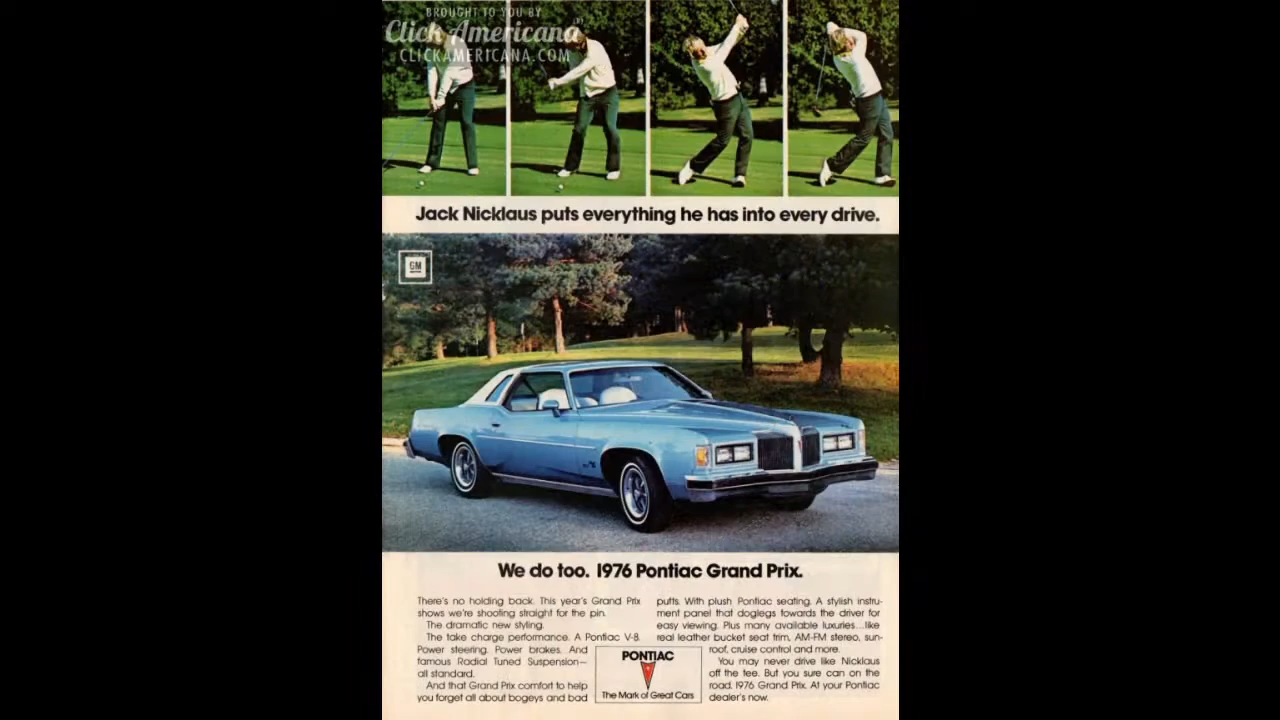 BROUGHT TO YOU BY
Click Americana
CLICKAMERICANA.COM
Jack Nicklaus puts everything he has into every drive.
GM
We do too. 1976 Pontiac Grand Prix.
There's no holding back. This year's Grand Prix
shows we're shooting straight for the pin.
The dramatic new styling.
The take charge performance. A Pontiac V-8.
Power steering. Power brakes. And
famous Radial Tuned Suspension—
all standard.
And that Grand Prix comfort to help
you forget all about bogeys and bad
putts. With plush Pontiac seating. A stylish instru-
ment panel that doglegs towards the driver for
easy viewing. Plus many available luxuries...like
real leather bucket seat trim, AM-FM stereo, sun-
roof, cruise control and more.
You may never drive like Nicklaus
off the tee. But you sure can on the
road. 1976 Grand Prix. At your Pontiac
dealer's now.
PONTIAC
The Mark of Great Cars